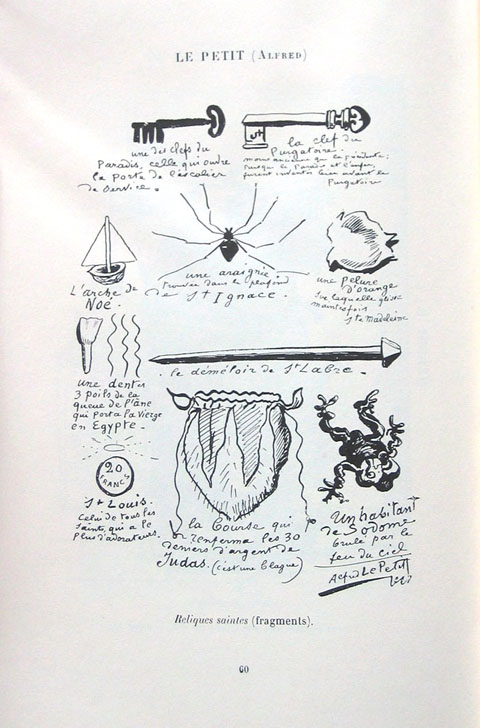 LE PETIT (ALFRED)
une des clefs du
Paradis, celle qui ouvre
la porte de l'escalier
de service.
la clef du
Purgatoire....
moins ancienne que la précédente;
puisque le Paradis et l'enfer
furent inventés bien avant le
Purgatoire
L'arche de
Noe.
une araignée
trouvée dans le plafond
de St Ignace.
une pelure
d'orange
sur laquelle glissa
maintefois
Ste Madeleine
le démêloir de St Labre.
une dent et
3 poils de la
queue de l'âne
qui porta la Vierge
en Egypte.
20
FRANCS
St Louis.
Celui de tous les
Saints, qui a le
Plus d'adorateurs.
la Bourse qui
renferma les 30
deniers d'argent de
Judas. (c'est une blague)
Un habitant
de Sodome
brulé par le
feu du ciel
Alfred Le Petit
Reliques saintes (fragments).
60